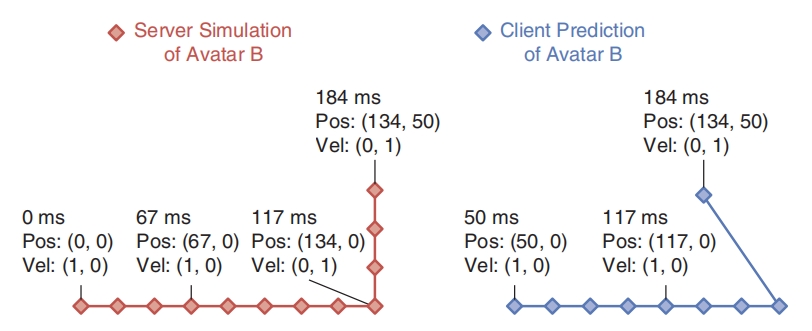 Server Simulation
of Avatar B
184 ms
Pos: (134, 50)
Vel: (0, 1)
0 ms
Pos: (0, 0)
Vel: (1, 0)
67 ms
Pos: (67, 0)
Vel: (1, 0)
117 ms
Pos: (134, 0)
Vel: (0, 1)
Client Prediction
of Avatar B
184 ms
Pos: (134, 50)
Vel: (0, 1)
50 ms
Pos: (50, 0)
Vel: (1, 0)
117 ms
Pos: (117, 0)
Vel: (1, 0)